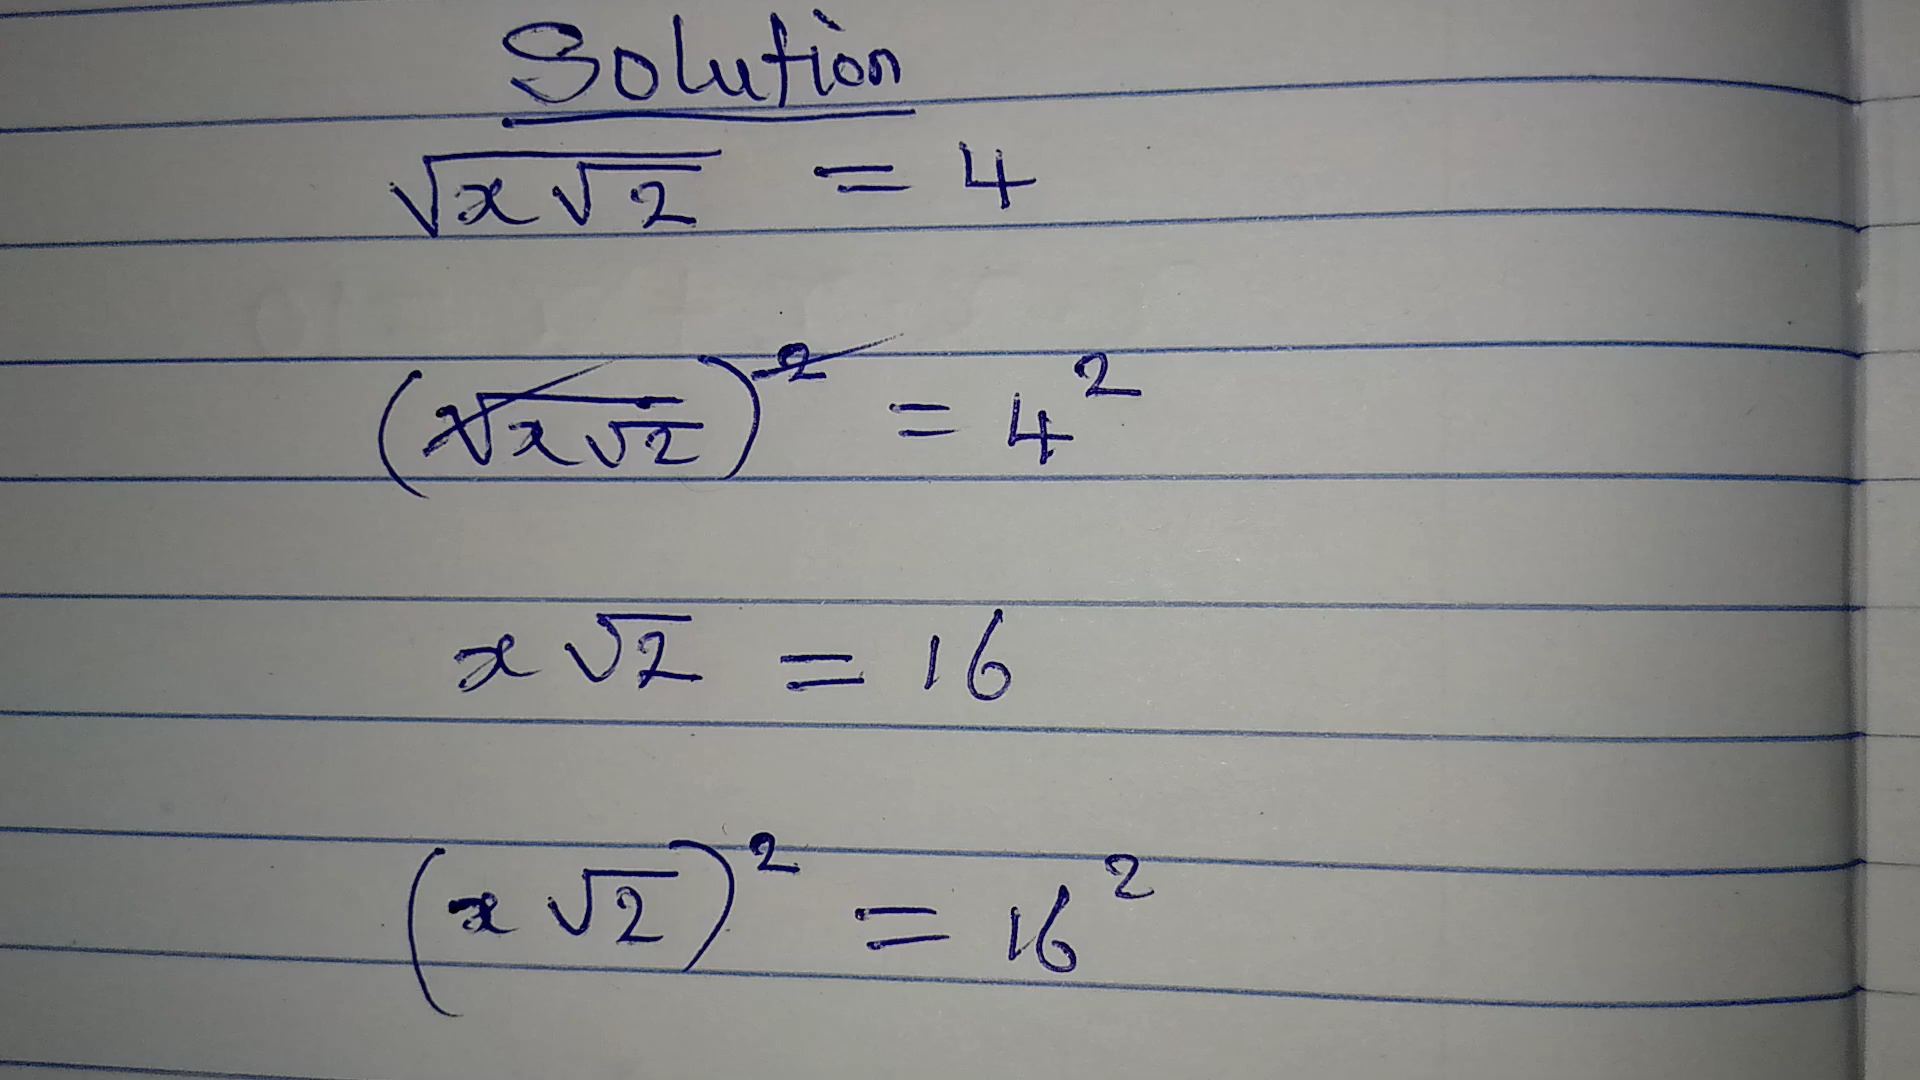 Solution
√(x√2) = 4
(√(x√2))² = 4²
x√2 = 16
(x√2)² = 16²